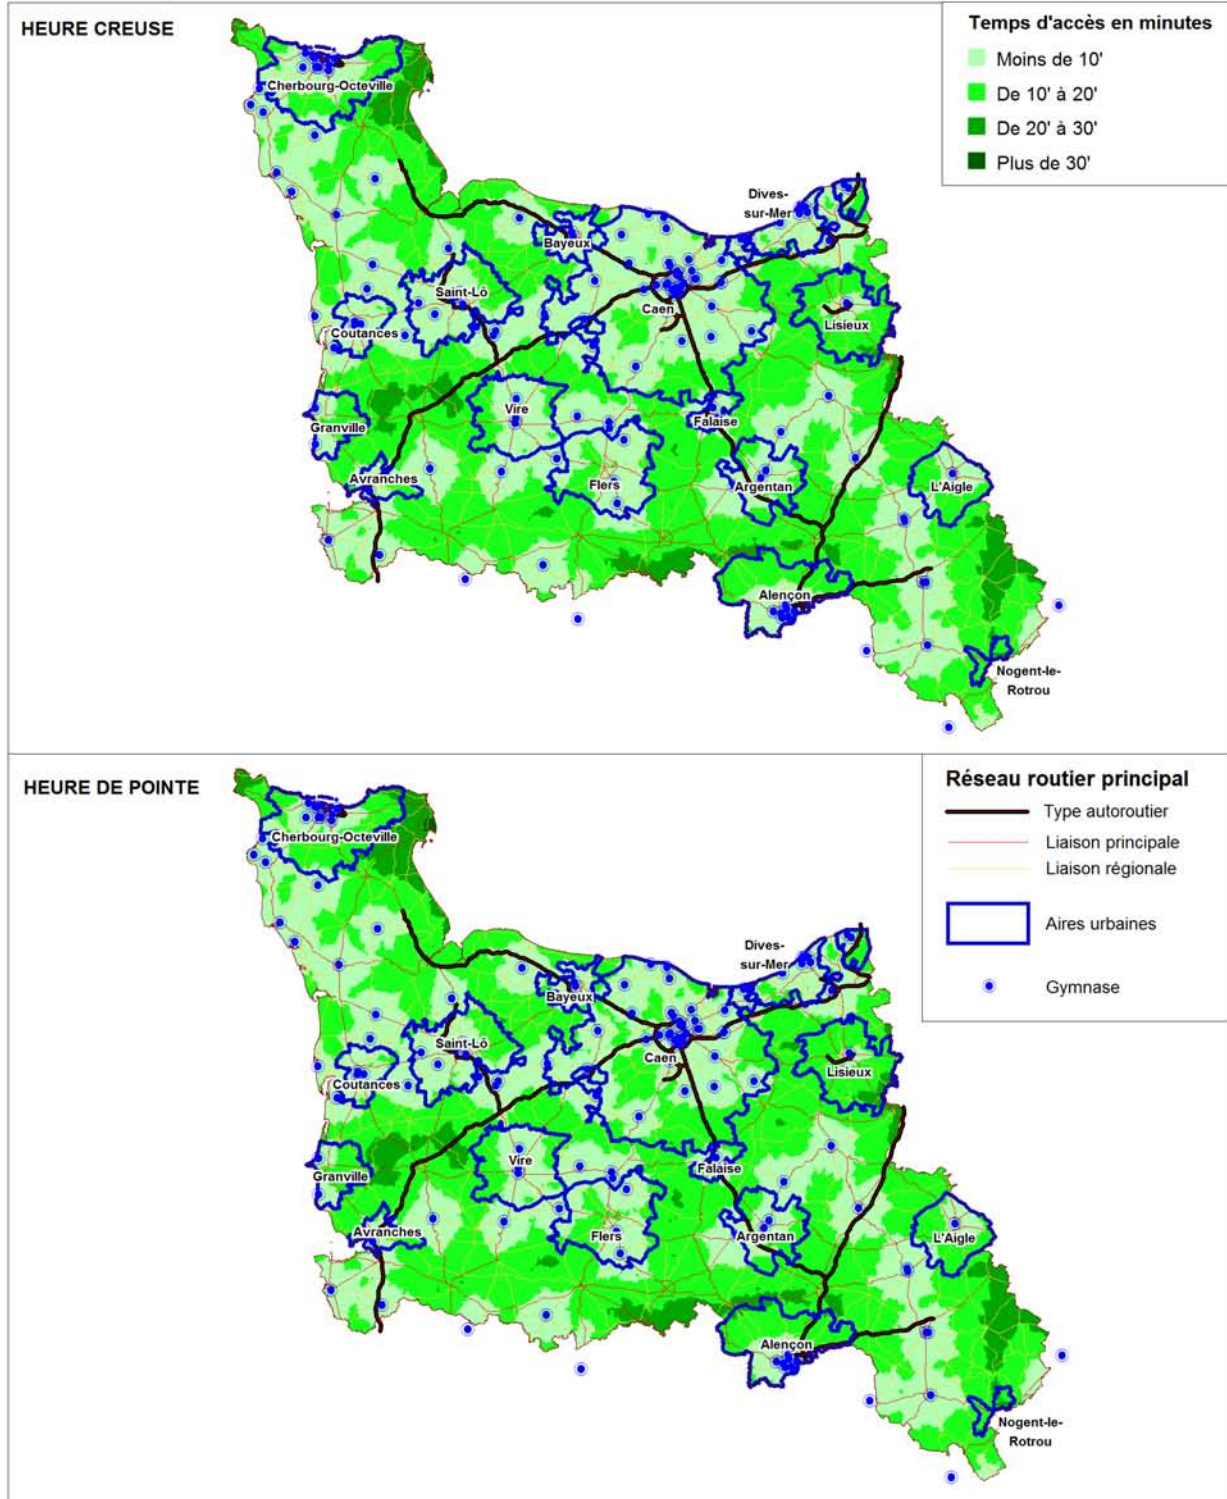 HEURE CREUSE
Temps d'accès en minutes
Moins de 10'
De 10' à 20'
De 20' à 30'
Plus de 30'
Cherbourg-Octeville
Dives-
sur-Mer
Bayeux
Saint-Lô
Caen
Lisieux
Coutances
Vire
Granville
Falaise
Avranches
Flers
Argentan
L'Aigle
Alençon
Nogent-le-
Rotrou
HEURE DE POINTE
Réseau routier principal
Type autoroutier
Liaison principale
Liaison régionale
Aires urbaines
Gymnase
Cherbourg-Octeville
Dives-
sur-Mer
Bayeux
Saint-Lô
Caen
Lisieux
Coutances
Vire
Granville
Falaise
Avranches
Flers
Argentan
L'Aigle
Alençon
Nogent-le-
Rotrou